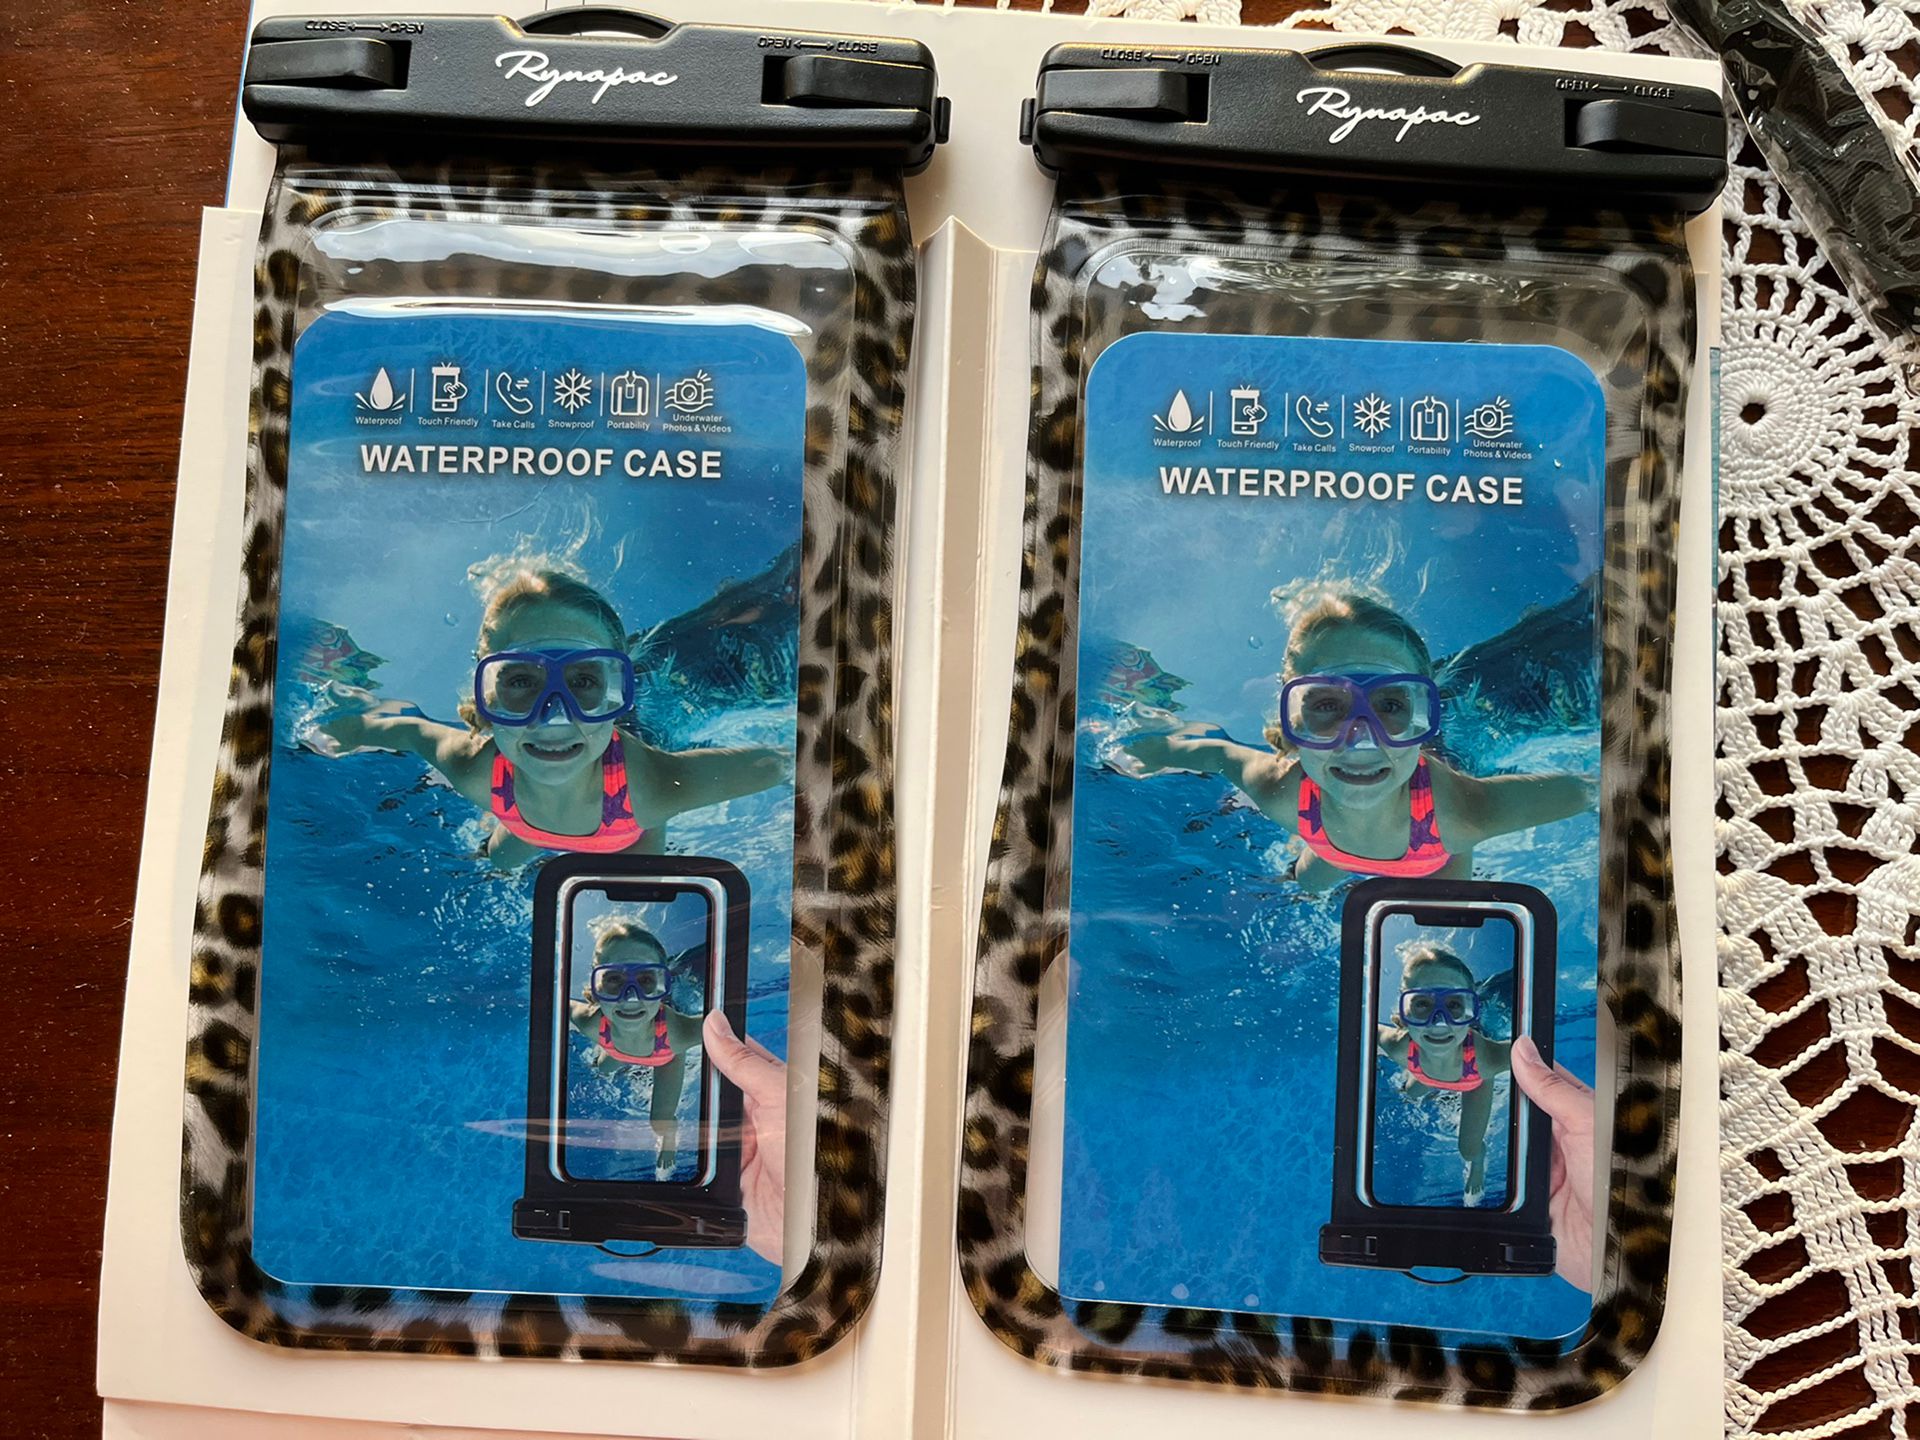 CLOSE OPEN
OPEN CLOSE
Rynapac
Waterproof
Touch Friendly
Take Calls
Snowproof
Portability
Underwater
Photos & Videos
WATERPROOF CASE
CLOSE OPEN
OPEN CLOSE
Rynapac
Waterproof
Touch Friendly
Take Calls
Snowproof
Portability
Underwater
Photos & Videos
WATERPROOF CASE